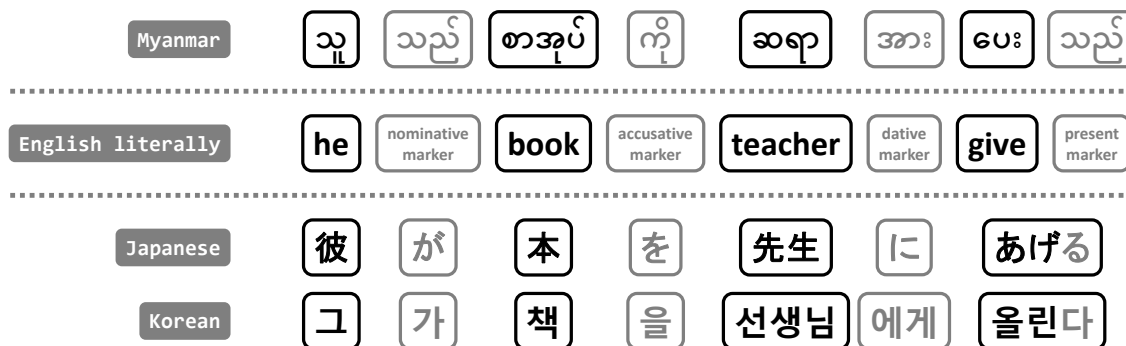 Myanmar သူ သည် စာအုပ် ကို ဆရာ အား ပေး သည်
English literally he nominative marker book accusative marker teacher dative marker give present marker
Japanese 彼 が 本 を 先生 に あげる
Korean 그 가 책 을 선생님 에게 올린다